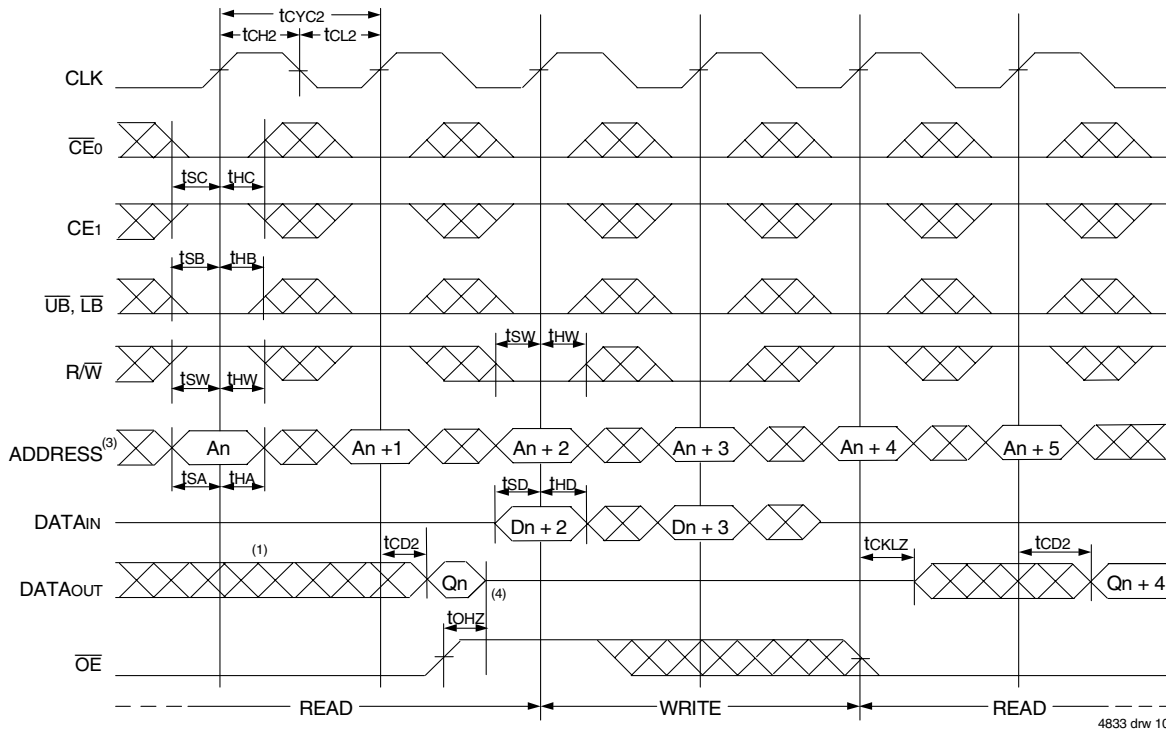 tCYC2
tCH2 tCL2
CLK
CE0
tSC tHC
CE1
tSB tHB
UB, LB
tSW tHW
R/W
tSW tHW
ADDRESS(3) An An +1 An + 2 An + 3 An + 4 An + 5
tSA tHA tSD tHD
DATAIN Dn + 2 Dn + 3
(1) tCD2 tCKLZ tCD2
DATAOUT Qn (4) Qn + 4
tOHZ
OE
READ WRITE READ
4833 drw 10